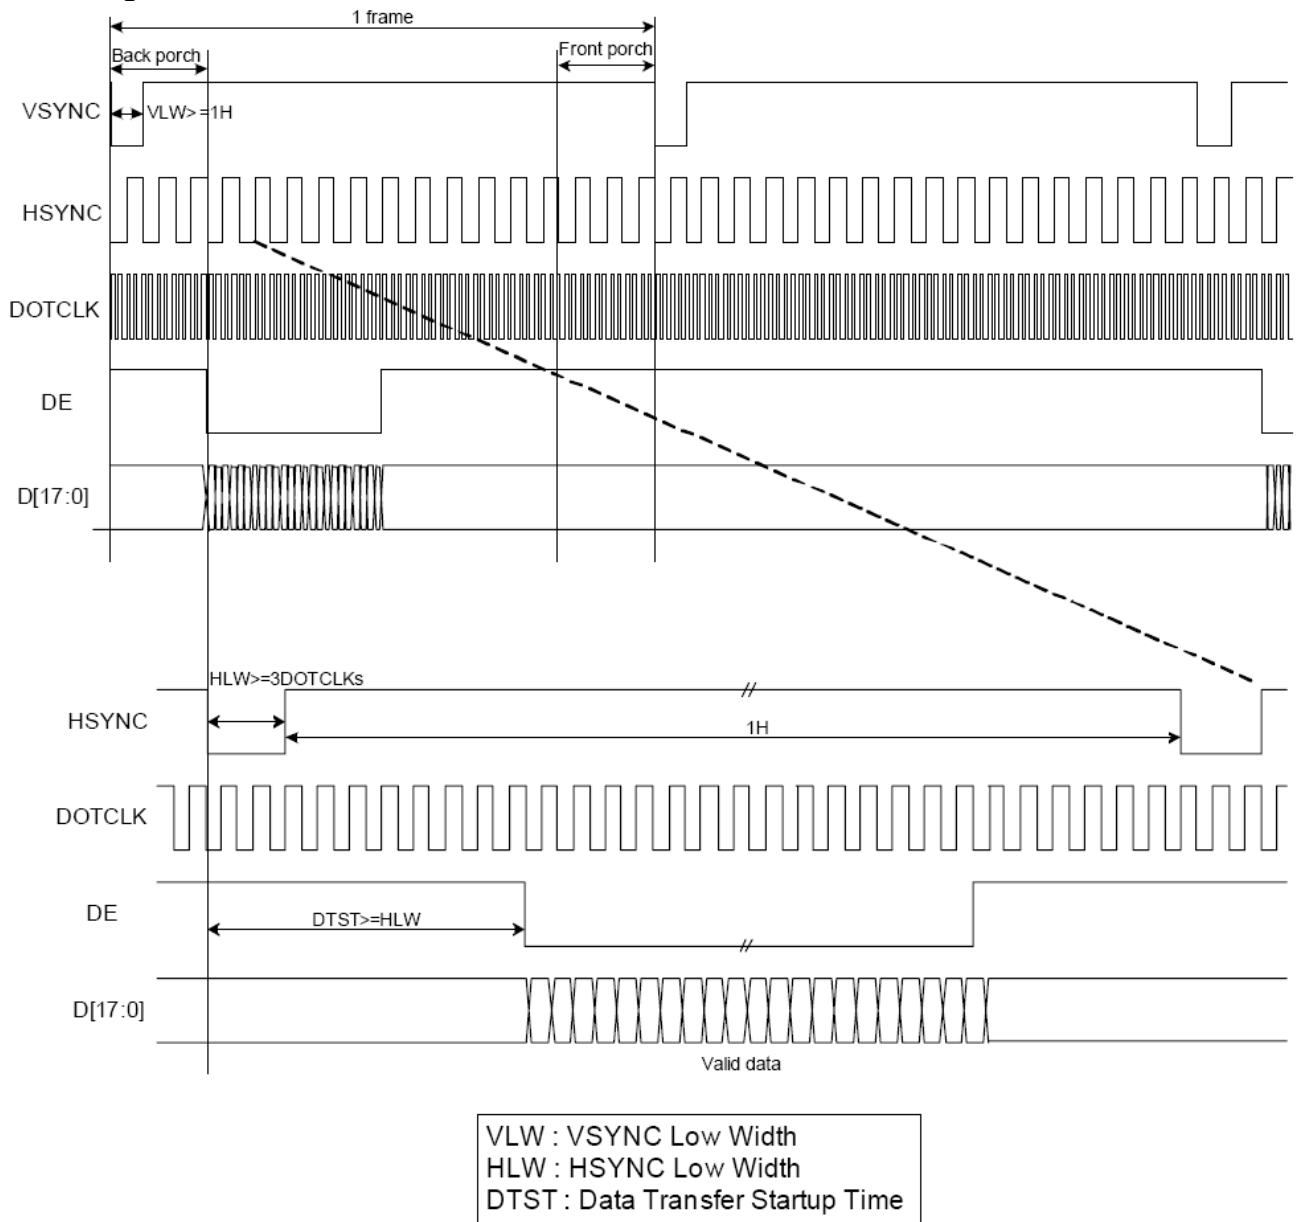 1 frame
Back porch
Front porch
VSYNC
VLW>=1H
HSYNC
DOTCLK
DE
D[17:0]
HLW>=3DOTCLKs
HSYNC
1H
DOTCLK
DE
DTST>=HLW
D[17:0]
Valid data
VLW : VSYNC Low Width
HLW : HSYNC Low Width
DTST : Data Transfer Startup Time